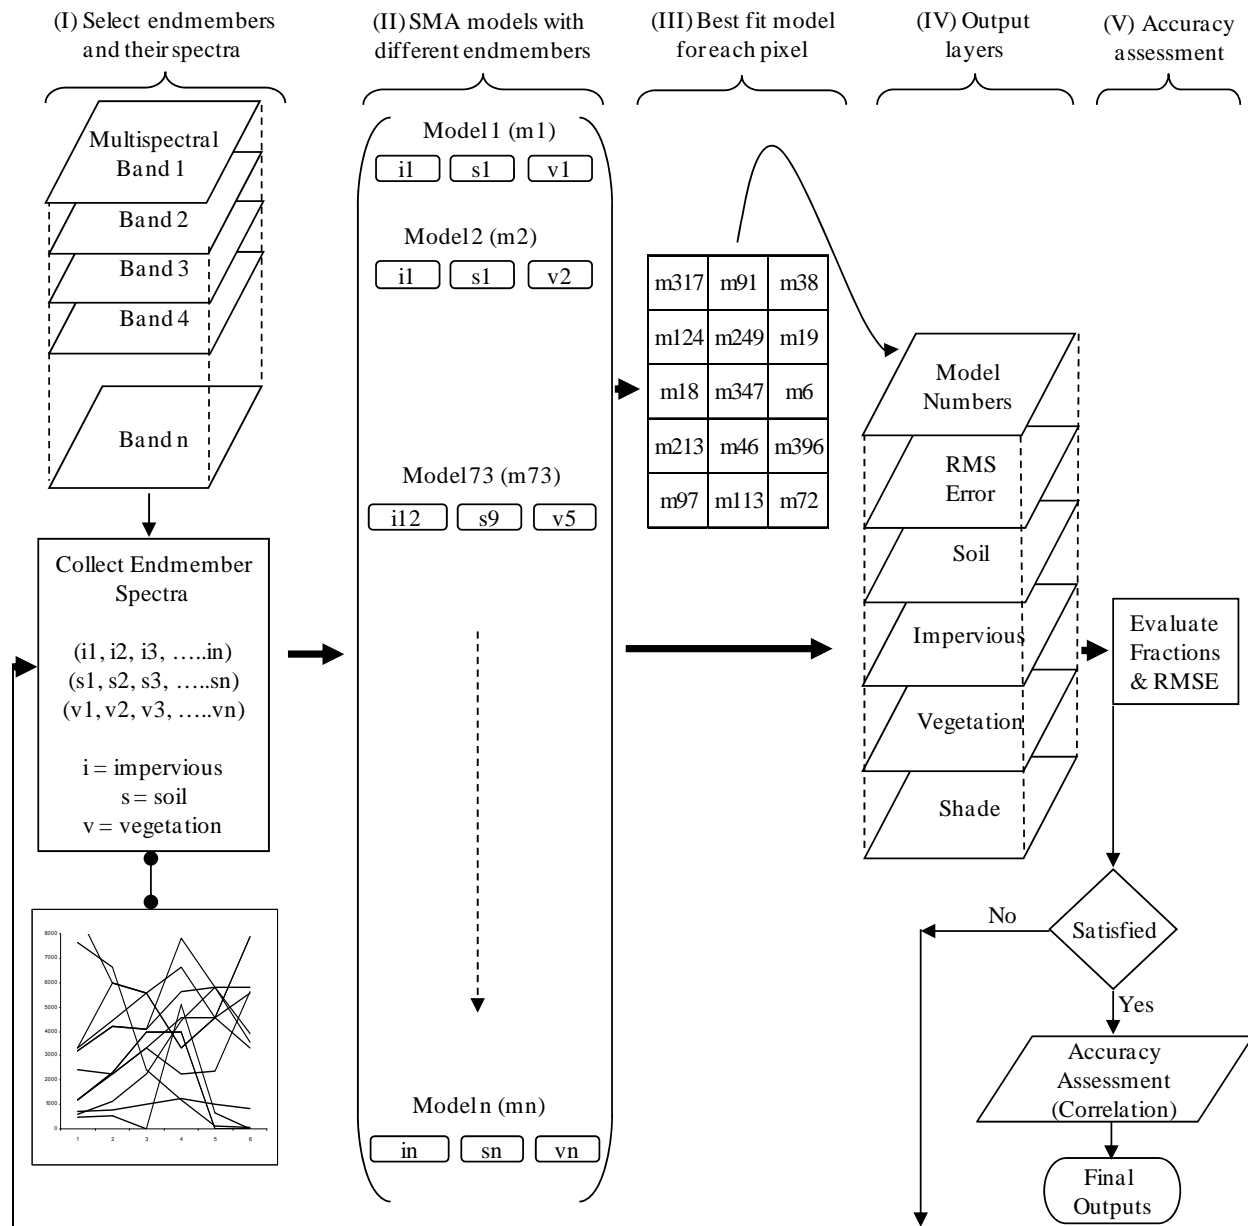 (I) Select endmembers
and their spectra
(II) SMA models with
different endmembers
(III) Best fit model
for each pixel
(IV) Output
layers
(V) Accuracy
assessment
Multispectral
Band 1
Band 2
Band 3
Band 4
Band n
Collect Endmember
Spectra
(i1, i2, i3, …..in)
(s1, s2, s3, …..sn)
(v1, v2, v3, …..vn)
i = impervious
s = soil
v = vegetation
8000
7000
6000
5000
4000
3000
2000
1000
0
1 2 3 4 5 6
Model 1 (m1)
i1 s1 v1
Model 2 (m2)
i1 s1 v2
Model 73 (m73)
i12 s9 v5
Model n (mn)
in sn vn
m317 m91 m38
m124 m249 m19
m18 m347 m6
m213 m46 m396
m97 m113 m72
Model
Numbers
RMS
Error
Soil
Impervious
Vegetation
Shade
Evaluate
Fractions
& RMSE
Satisfied
No
Yes
Accuracy
Assessment
(Correlation)
Final
Outputs